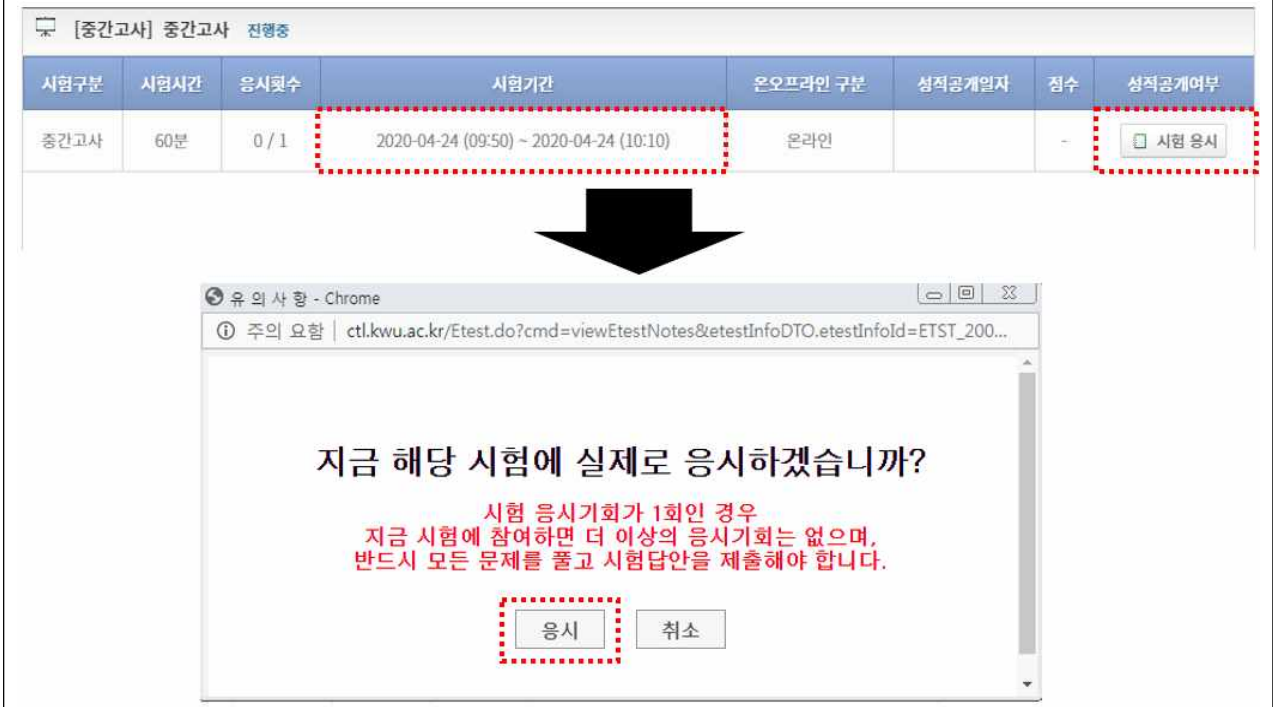 [중간고사] 중간고사 진행중
시험구분 시험시간 응시횟수 시험기간 온오프라인 구분 성적공개일자 점수 성적공개여부
중간고사 60분 0 / 1 2020-04-24 (09:50) ~ 2020-04-24 (10:10) 온라인 - 시험 응시
유 의 사 항 - Chrome
주의 요함 | ctl.kwu.ac.kr/Etest.do?cmd=viewEtestNotes&etestInfoDTO.etestInfoId=ETST_200...
지금 해당 시험에 실제로 응시하겠습니까?
시험 응시기회가 1회인 경우
지금 시험에 참여하면 더 이상의 응시기회는 없으며,
반드시 모든 문제를 풀고 시험답안을 제출해야 합니다.
응시 취소